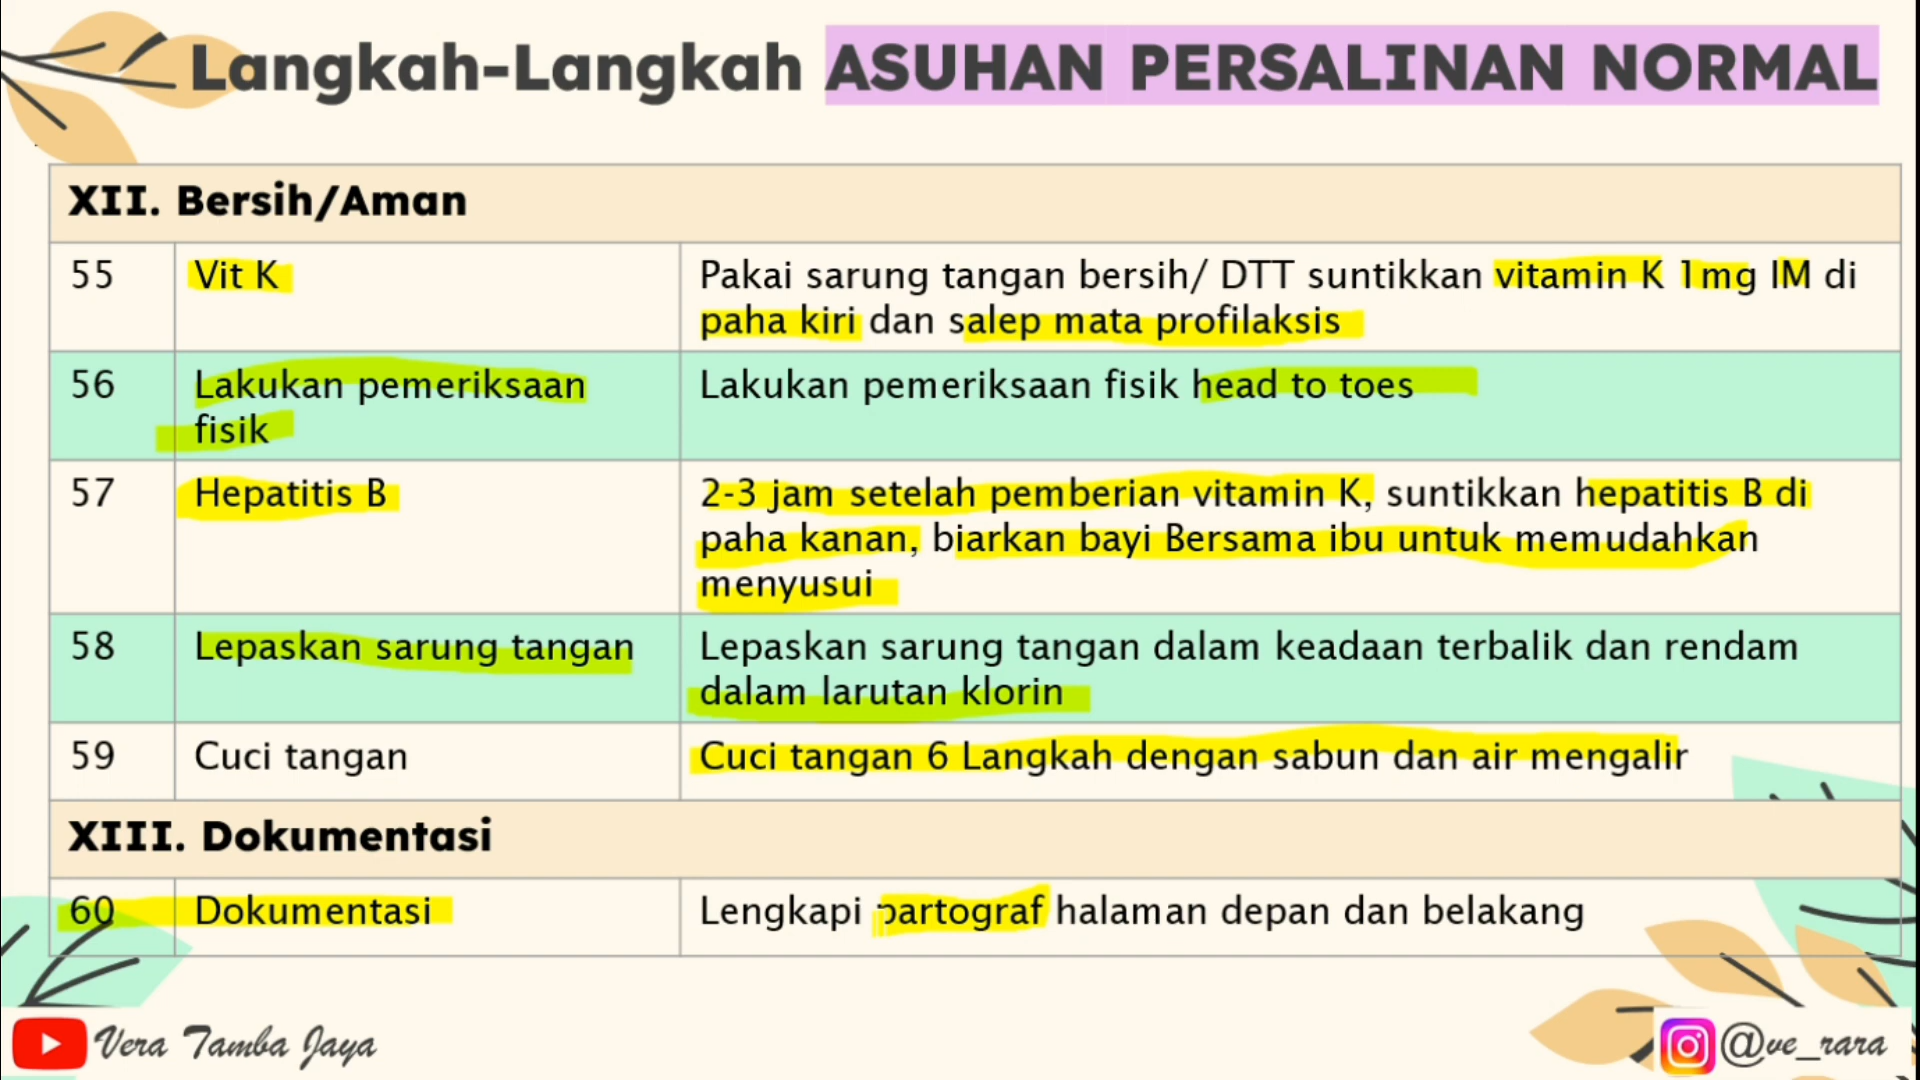 Langkah-Langkah ASUHAN PERSALINAN NORMAL
XII. Bersih/Aman
55 Vit K Pakai sarung tangan bersih/ DTT suntikkan vitamin K 1mg IM di
paha kiri dan salep mata profilaksis
56 Lakukan pemeriksaan Lakukan pemeriksaan fisik head to toes
fisik
57 Hepatitis B 2-3 jam setelah pemberian vitamin K, suntikkan hepatitis B di
paha kanan, biarkan bayi Bersama ibu untuk memudahkan
menyusui
58 Lepaskan sarung tangan Lepaskan sarung tangan dalam keadaan terbalik dan rendam
dalam larutan klorin
59 Cuci tangan Cuci tangan 6 Langkah dengan sabun dan air mengalir
XIII. Dokumentasi
60 Dokumentasi Lengkapi partograf halaman depan dan belakang
Vera Tamba Jaya @ve_rara